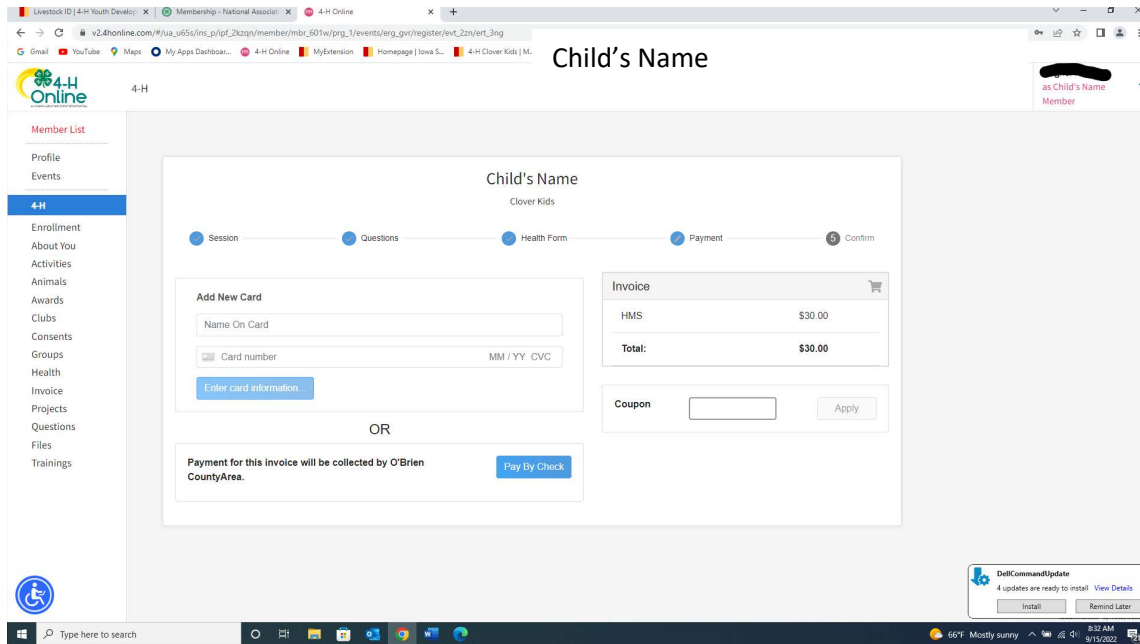 Livestock ID | 4-H Youth Develop
Membership - National Associati
4-H Online
v2.4honline.com/#/ua_u65s/ins_p/ipf_2kzqn/member/mbr_601w/prg_1/events/erg_gvr/register/evt_2zn/ert_3ng
Gmail YouTube Maps My Apps Dashboar... 4-H Online MyExtension Homepage | Iowa S... 4-H Clover Kids | M...
Child's Name
4-H
Online
4-H
as Child's Name
Member
Member List
Profile
Events
4-H
Enrollment
About You
Activities
Animals
Awards
Clubs
Consents
Groups
Health
Invoice
Projects
Questions
Files
Trainings
Child's Name
Clover Kids
Session Questions Health Form Payment 5 Confirm
Add New Card
Name On Card
Card number MM / YY CVC
Enter card information...
OR
Payment for this invoice will be collected by O'Brien
CountyArea.
Pay By Check
Invoice
HMS $30.00
Total: $30.00
Coupon Apply
DellCommandUpdate
4 updates are ready to install View Details
Install Remind Later
Type here to search
66°F Mostly sunny
8:32 AM
9/15/2022